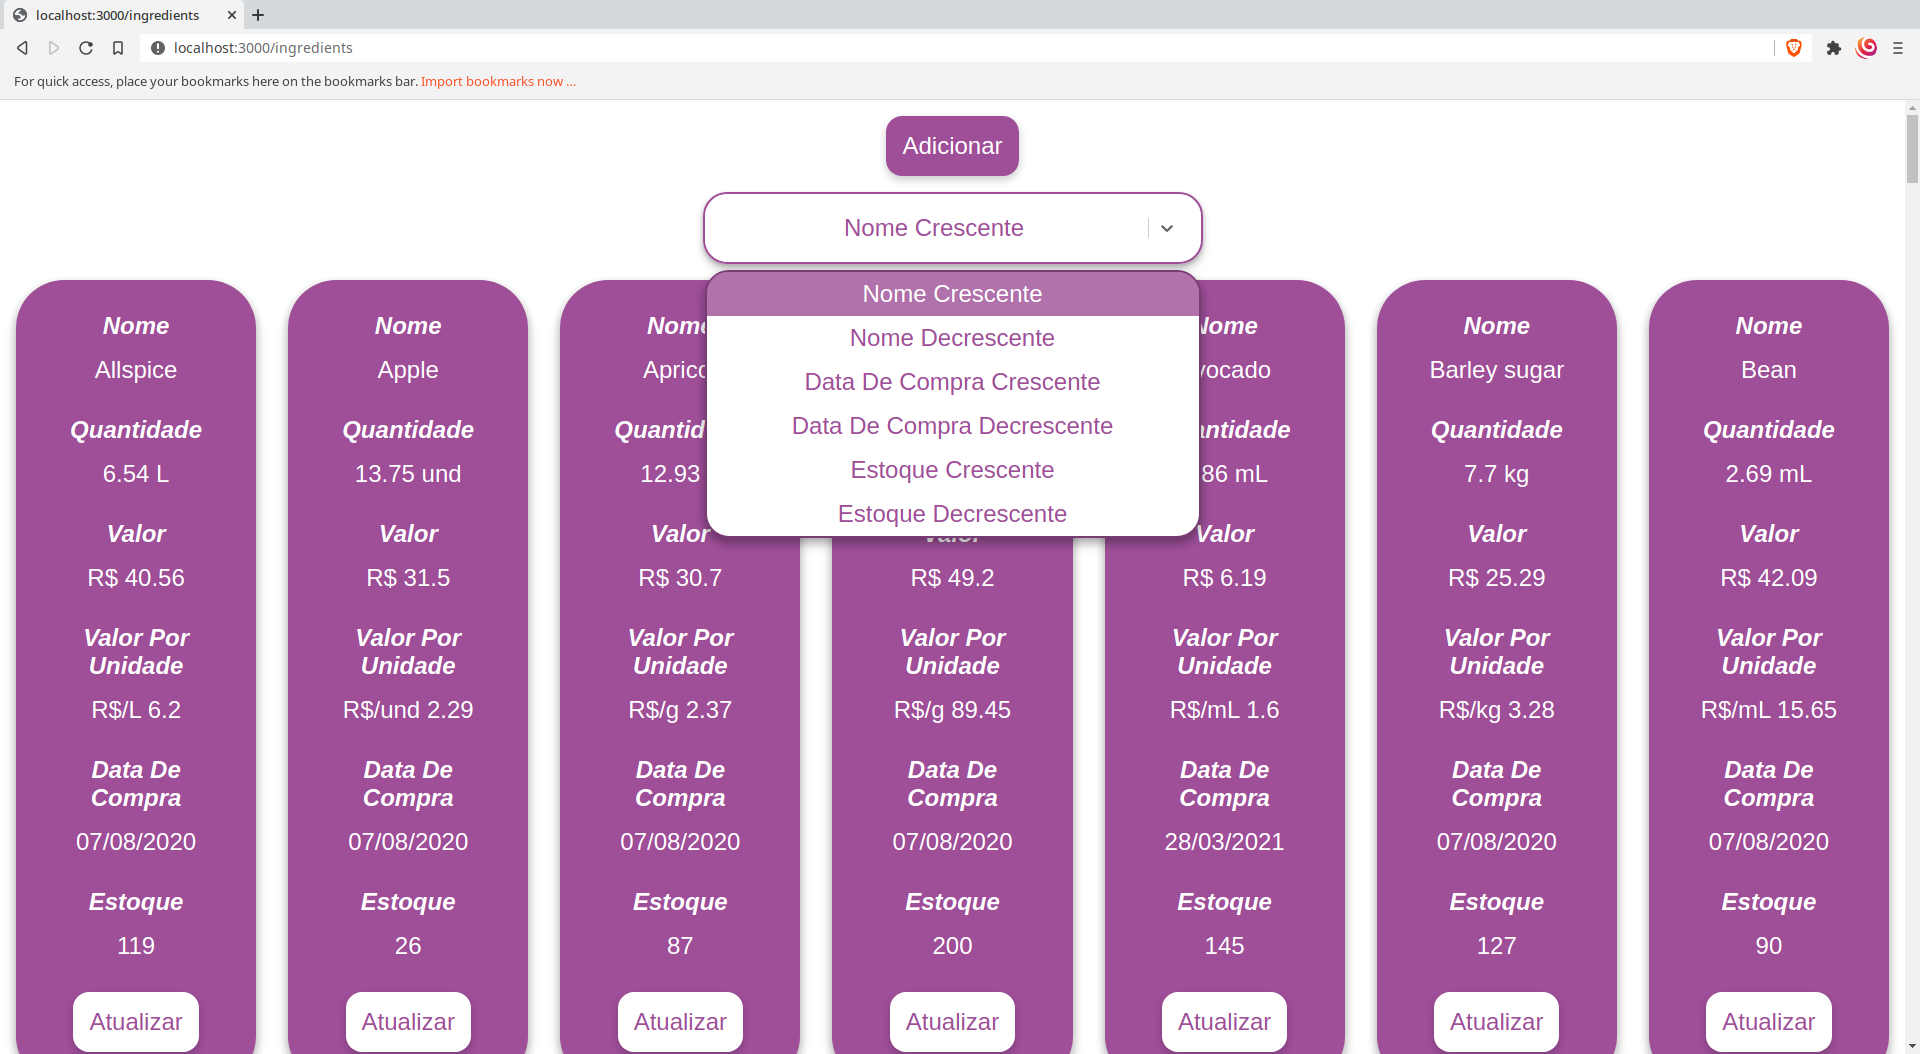 localhost:3000/ingredients
localhost:3000/ingredients
For quick access, place your bookmarks here on the bookmarks bar. Import bookmarks now ...
Adicionar
Nome Crescente
Nome Crescente
Nome Decrescente
Data De Compra Crescente
Data De Compra Decrescente
Estoque Crescente
Estoque Decrescente
Nome
Allspice
Quantidade
6.54 L
Valor
R$ 40.56
Valor Por
Unidade
R$/L 6.2
Data De
Compra
07/08/2020
Estoque
119
Atualizar
Nome
Apple
Quantidade
13.75 und
Valor
R$ 31.5
Valor Por
Unidade
R$/und 2.29
Data De
Compra
07/08/2020
Estoque
26
Atualizar
Nome
Aprico
Quantid
12.93
Valor
R$ 30.7
Valor Por
Unidade
R$/g 2.37
Data De
Compra
07/08/2020
Estoque
87
Atualizar
Valor
R$ 49.2
Valor Por
Unidade
R$/g 89.45
Data De
Compra
07/08/2020
Estoque
200
Atualizar
Nome
vocado
antidade
86 mL
Valor
R$ 6.19
Valor Por
Unidade
R$/mL 1.6
Data De
Compra
28/03/2021
Estoque
145
Atualizar
Nome
Barley sugar
Quantidade
7.7 kg
Valor
R$ 25.29
Valor Por
Unidade
R$/kg 3.28
Data De
Compra
07/08/2020
Estoque
127
Atualizar
Nome
Bean
Quantidade
2.69 mL
Valor
R$ 42.09
Valor Por
Unidade
R$/mL 15.65
Data De
Compra
07/08/2020
Estoque
90
Atualizar